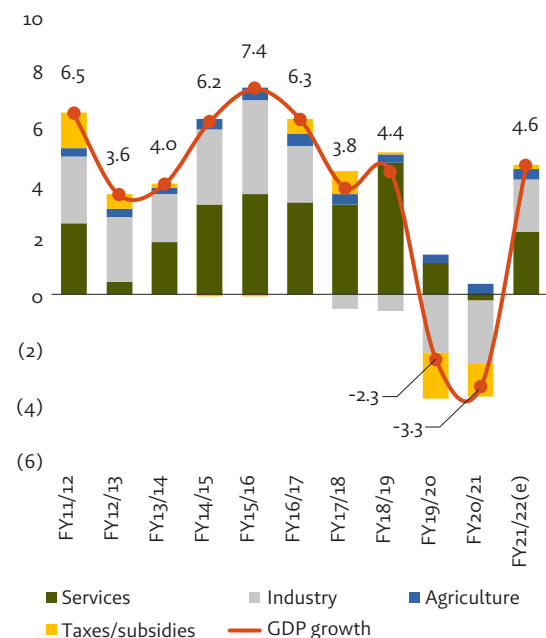 10
8
6
4
2
0
(2)
(4)
(6)
6.5
3.6
4.0
6.2
7.4
6.3
3.8
4.4
-2.3
-3.3
4.6
FY11/12
FY12/13
FY13/14
FY14/15
FY15/16
FY16/17
FY17/18
FY18/19
FY19/20
FY20/21
FY21/22(e)
Services Industry Agriculture
Taxes/subsidies GDP growth